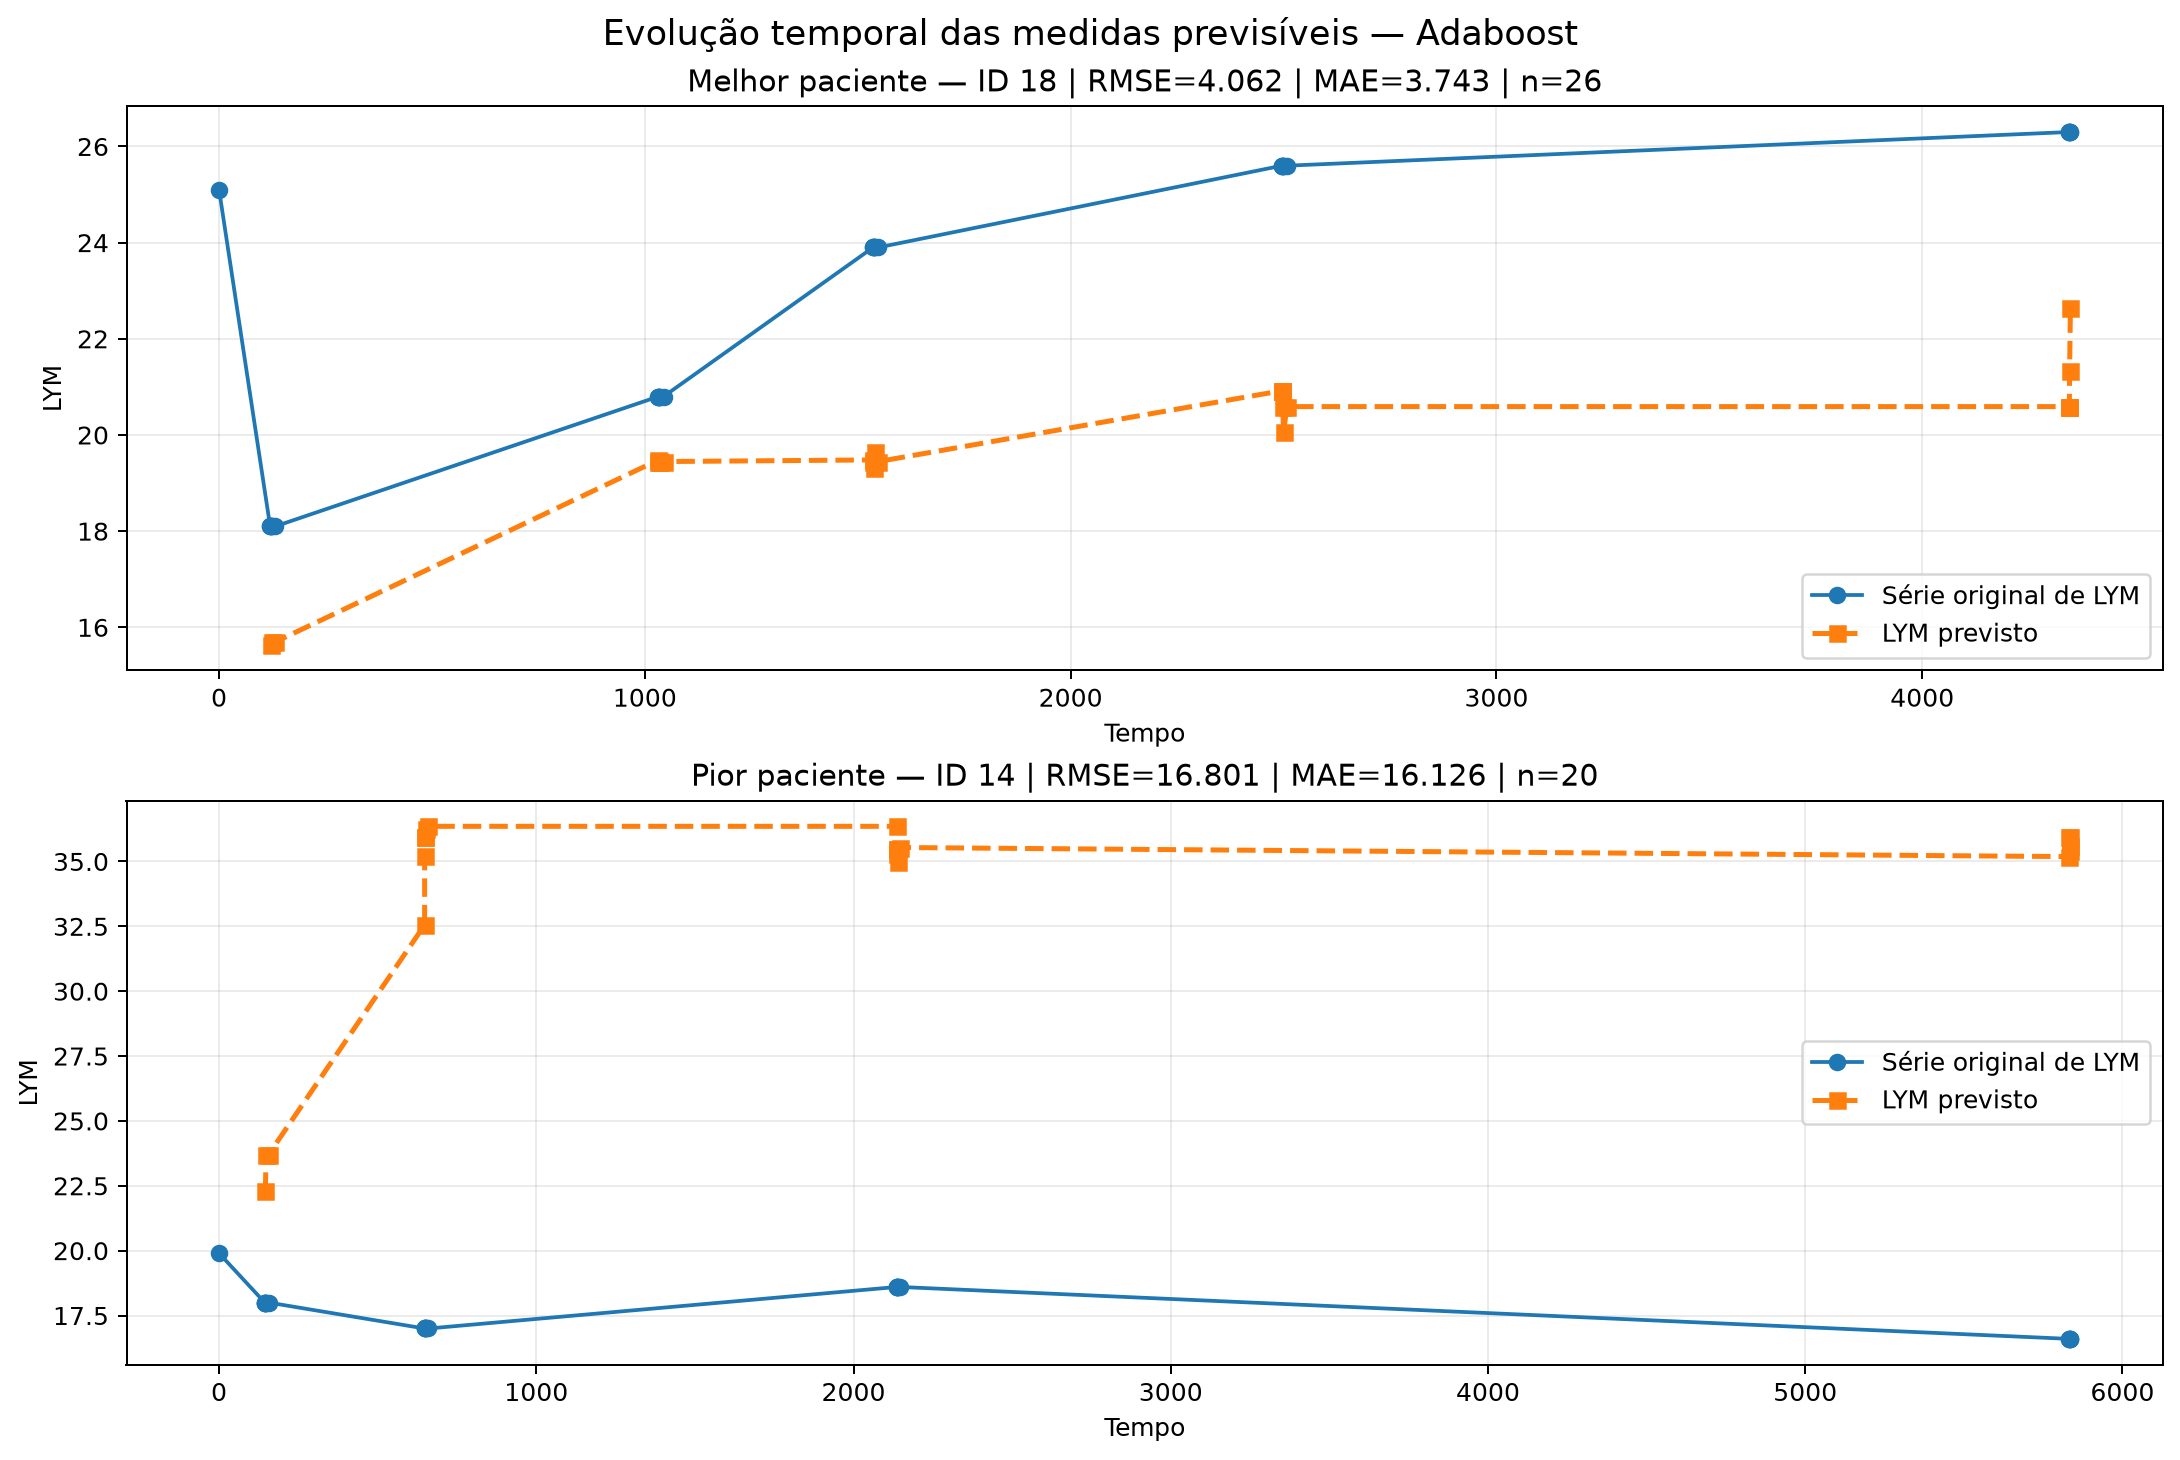 Evolução temporal das medidas previsíveis — Adaboost
Melhor paciente — ID 18 | RMSE=4.062 | MAE=3.743 | n=26
26
24
22
20
18
16
LYM
Série original de LYM
LYM previsto
0 1000 2000 3000 4000
Tempo
Pior paciente — ID 14 | RMSE=16.801 | MAE=16.126 | n=20
35.0
32.5
30.0
27.5
25.0
22.5
20.0
17.5
LYM
Série original de LYM
LYM previsto
0 1000 2000 3000 4000 5000 6000
Tempo